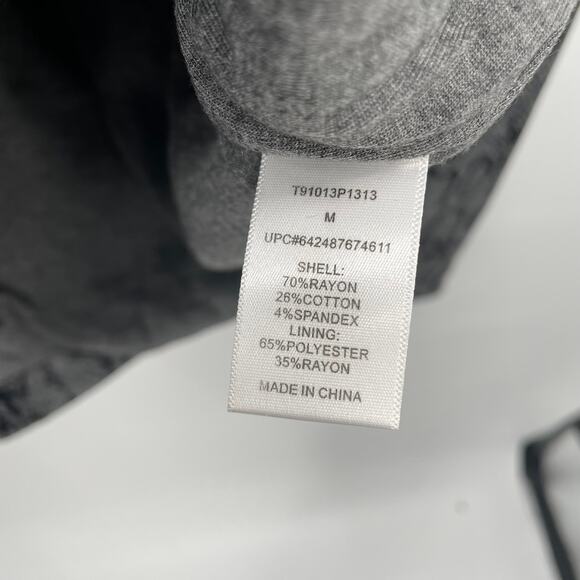 T91013P1313
M
UPC#642487674611
SHELL:
70%RAYON
26%COTTON
4%SPANDEX
LINING:
65%POLYESTER
35%RAYON
MADE IN CHINA